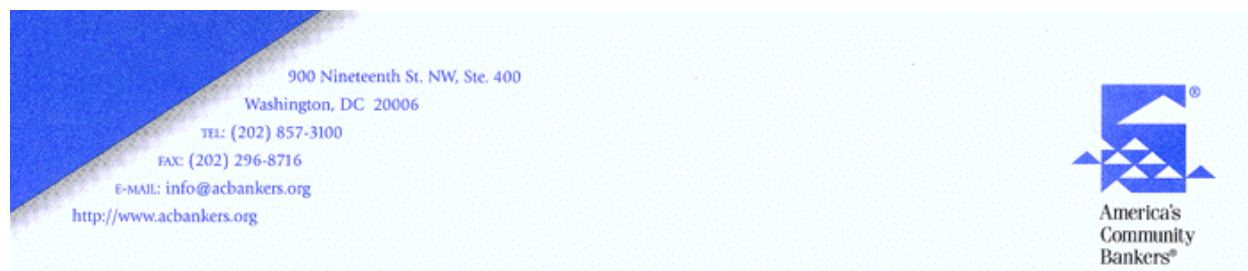 900 Nineteenth St. NW, Ste. 400
Washington, DC 20006
TEL: (202) 857-3100
FAX: (202) 296-8716
E-MAIL: info@acbankers.org
http://www.acbankers.org
®
America's
Community
Bankers®